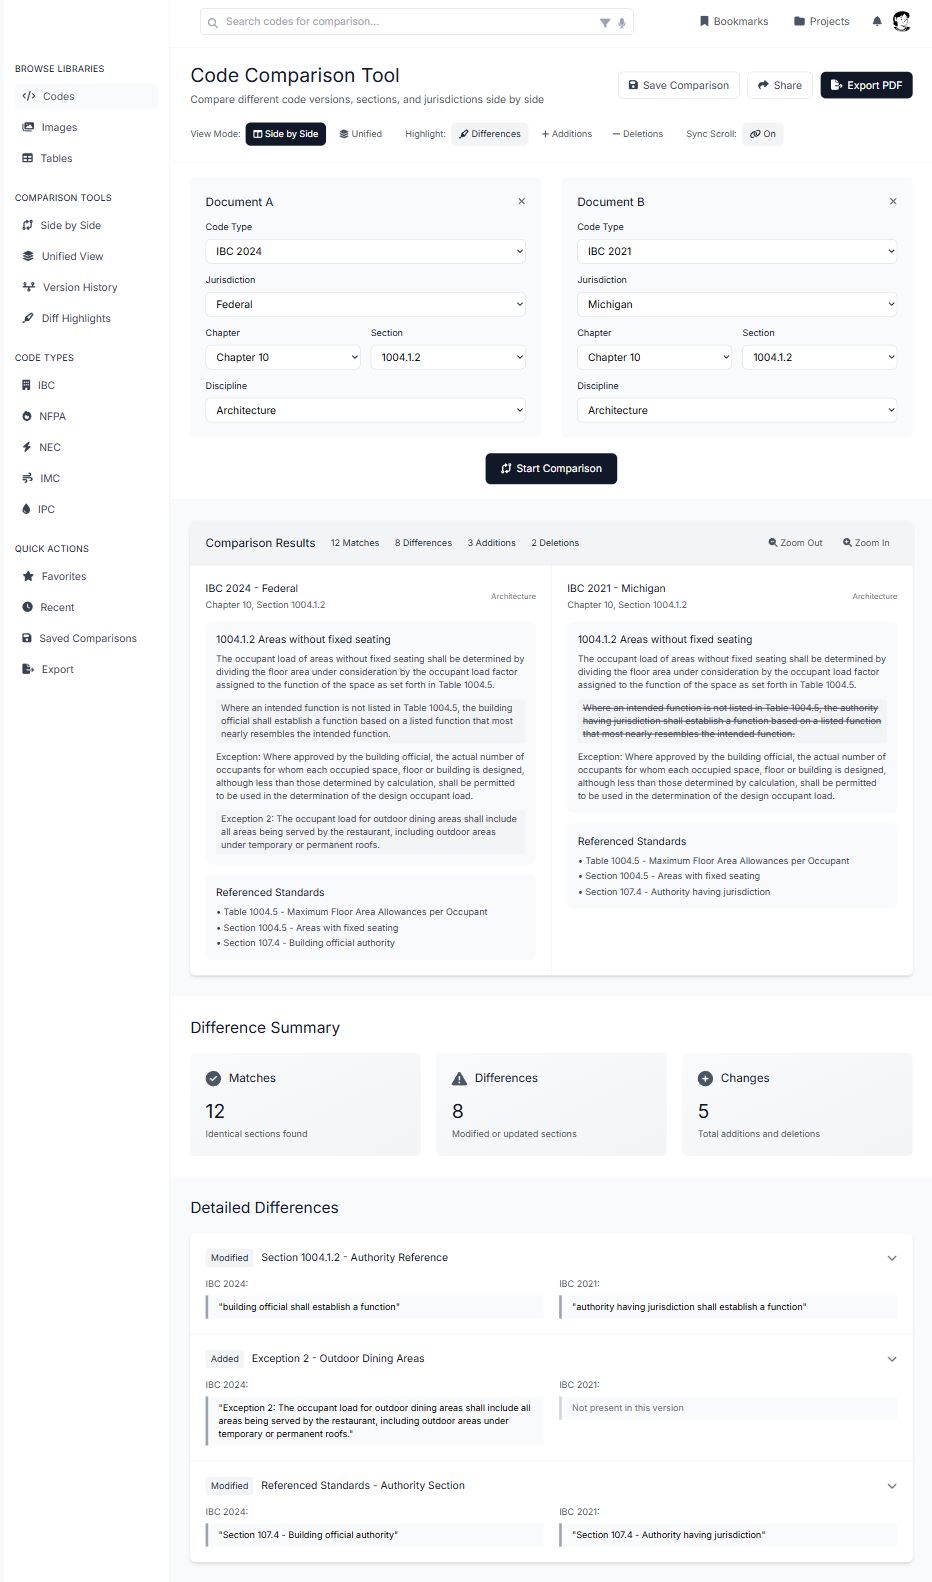 Search codes for comparison...
Bookmarks
Projects
BROWSE LIBRARIES
Codes
Images
Tables
COMPARISON TOOLS
Side by Side
Unified View
Version History
Diff Highlights
CODE TYPES
IBC
NFPA
NEC
IMC
IPC
QUICK ACTIONS
Favorites
Recent
Saved Comparisons
Export
Code Comparison Tool
Compare different code versions, sections, and jurisdictions side by side
Save Comparison
Share
Export PDF
View Mode:
Side by Side
Unified
Highlight:
Differences
+ Additions
− Deletions
Sync Scroll:
On
Document A
Code Type
IBC 2024
Jurisdiction
Federal
Chapter
Section
Chapter 10
1004.1.2
Discipline
Architecture
Document B
Code Type
IBC 2021
Jurisdiction
Michigan
Chapter
Section
Chapter 10
1004.1.2
Discipline
Architecture
Start Comparison
Comparison Results
12 Matches
8 Differences
3 Additions
2 Deletions
Zoom Out
Zoom In
IBC 2024 - Federal
Chapter 10, Section 1004.1.2
Architecture
1004.1.2 Areas without fixed seating
The occupant load of areas without fixed seating shall be determined by
dividing the floor area under consideration by the occupant load factor
assigned to the function of the space as set forth in Table 1004.5.
Where an intended function is not listed in Table 1004.5, the building
official shall establish a function based on a listed function that most
nearly resembles the intended function.
Exception: Where approved by the building official, the actual number of
occupants for whom each occupied space, floor or building is designed,
although less than those determined by calculation, shall be permitted
to be used in the determination of the design occupant load.
Exception 2: The occupant load for outdoor dining areas shall include
all areas being served by the restaurant, including outdoor areas
under temporary or permanent roofs.
Referenced Standards
• Table 1004.5 - Maximum Floor Area Allowances per Occupant
• Section 1004.5 - Areas with fixed seating
• Section 107.4 - Building official authority
IBC 2021 - Michigan
Chapter 10, Section 1004.1.2
Architecture
1004.1.2 Areas without fixed seating
The occupant load of areas without fixed seating shall be determined by
dividing the floor area under consideration by the occupant load factor
assigned to the function of the space as set forth in Table 1004.5.
Where an intended function is not listed in Table 1004.5, the authority
having jurisdiction shall establish a function based on a listed function
that most nearly resembles the intended function.
Exception: Where approved by the building official, the actual number of
occupants for whom each occupied space, floor or building is designed,
although less than those determined by calculation, shall be permitted
to be used in the determination of the design occupant load.
Referenced Standards
• Table 1004.5 - Maximum Floor Area Allowances per Occupant
• Section 1004.5 - Areas with fixed seating
• Section 107.4 - Authority having jurisdiction
Difference Summary
Matches
12
Identical sections found
Differences
8
Modified or updated sections
Changes
5
Total additions and deletions
Detailed Differences
Modified
Section 1004.1.2 - Authority Reference
IBC 2024:
"building official shall establish a function"
IBC 2021:
"authority having jurisdiction shall establish a function"
Added
Exception 2 - Outdoor Dining Areas
IBC 2024:
"Exception 2: The occupant load for outdoor dining areas shall include all
areas being served by the restaurant, including outdoor areas under
temporary or permanent roofs."
IBC 2021:
Not present in this version
Modified
Referenced Standards - Authority Section
IBC 2024:
"Section 107.4 - Building official authority"
IBC 2021:
"Section 107.4 - Authority having jurisdiction"